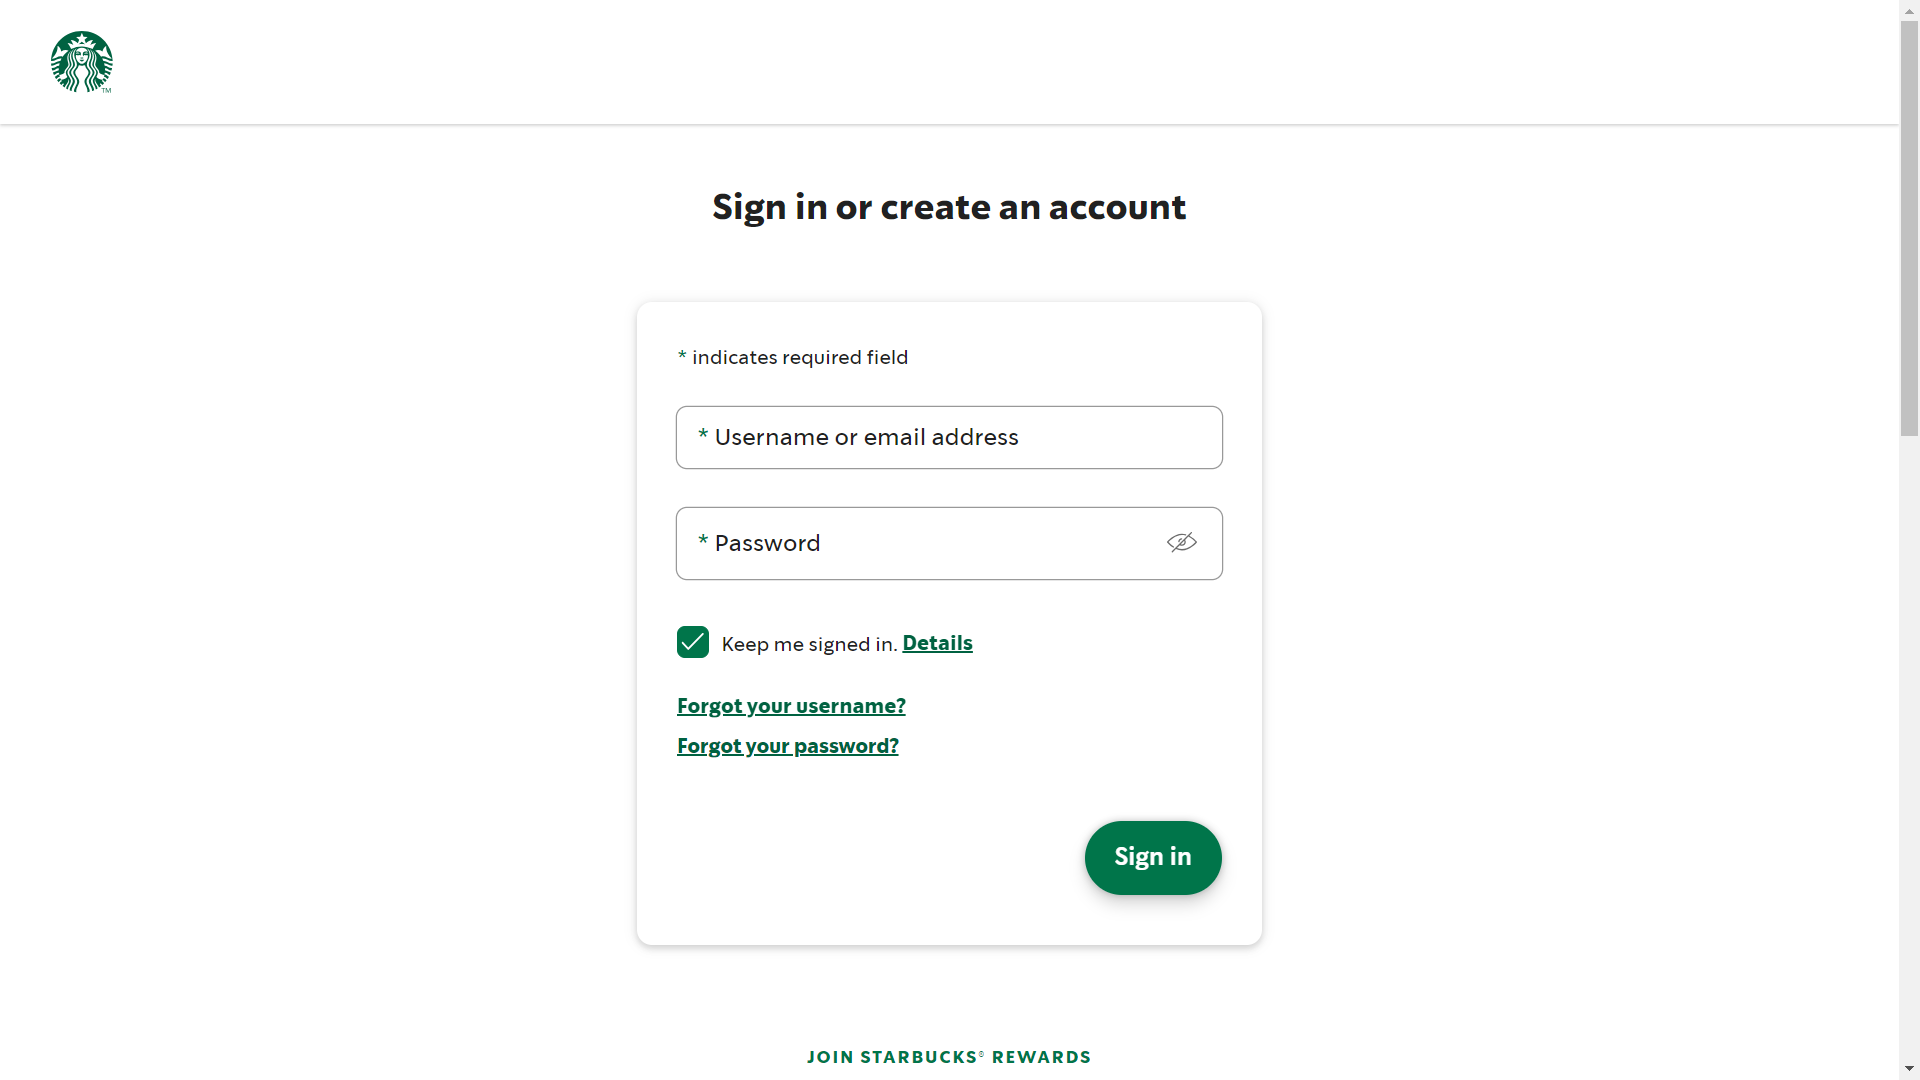 TM
Sign in or create an account
* indicates required field
* Username or email address
* Password
Keep me signed in. Details
Forgot your username?
Forgot your password?
Sign in
JOIN STARBUCKS® REWARDS